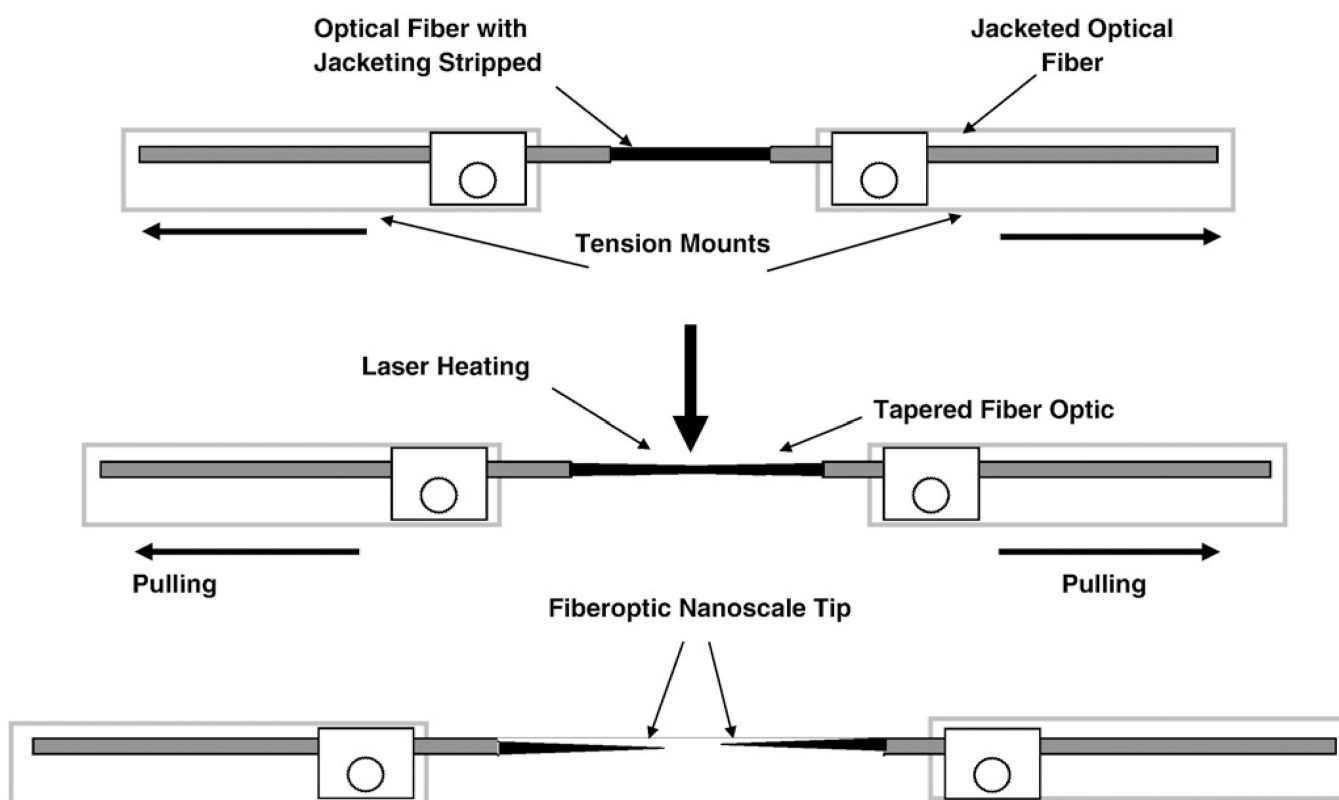 Optical Fiber with
Jacketing Stripped
Jacketed Optical
Fiber
Tension Mounts
Laser Heating
Tapered Fiber Optic
Pulling
Pulling
Fiberoptic Nanoscale Tip